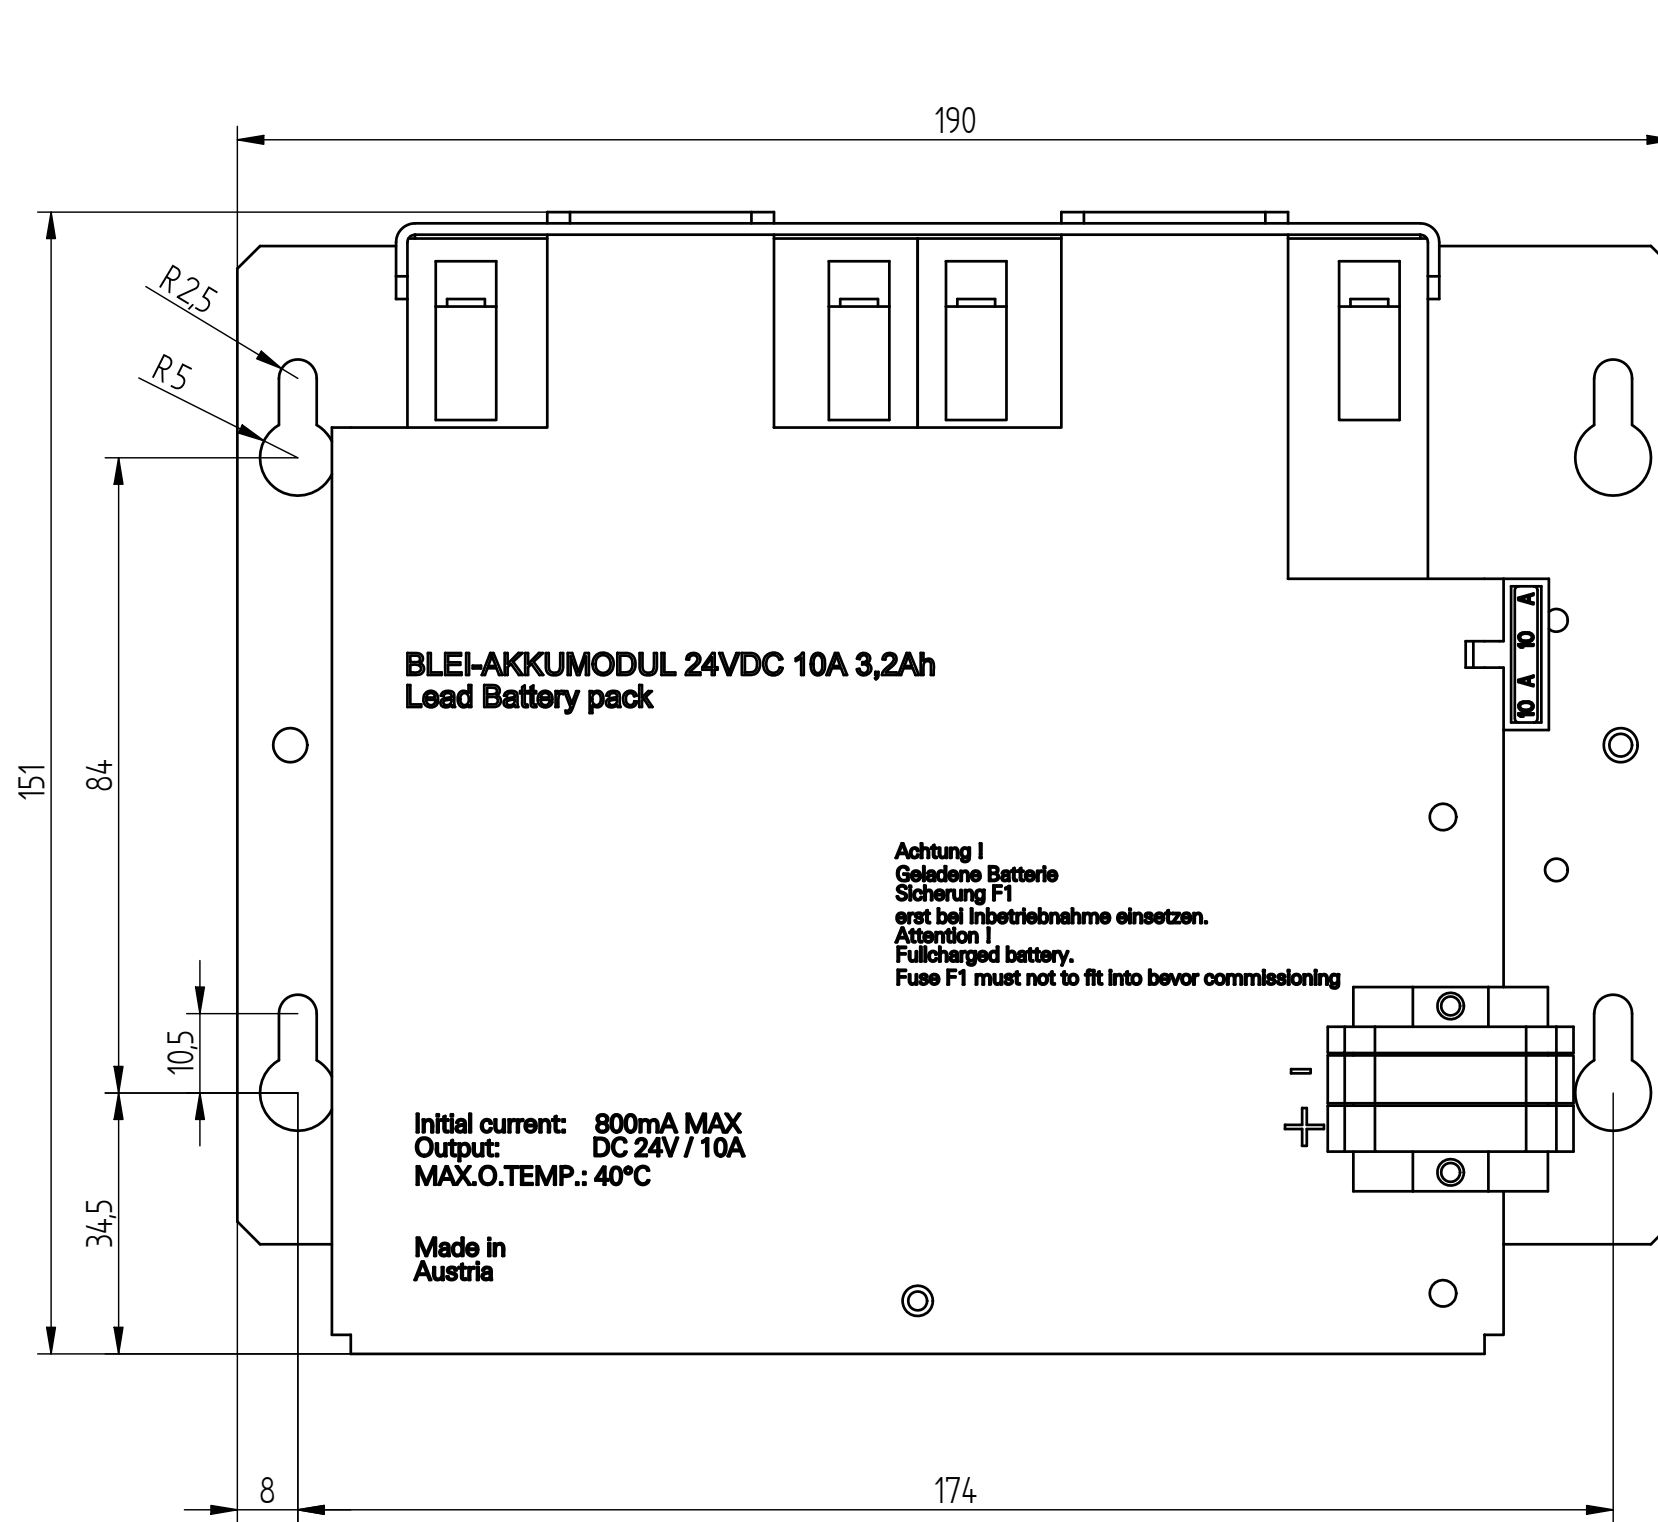 190
R2,5
R5
151
84
10,5
34,5
BLEI-AKKUMODUL 24VDC 10A 3,2Ah
Lead Battery pack
10 A 10 A
Achtung !
Geladene Batterie
Sicherung F1
erst bei Inbetriebnahme einsetzen.
Attention !
Fullcharged battery.
Fuse F1 must not to fit into bevor commissioning
-
+
Initial current: 800mA MAX
Output: DC 24V / 10A
MAX.O.TEMP.: 40°C
Made in
Austria
8
174